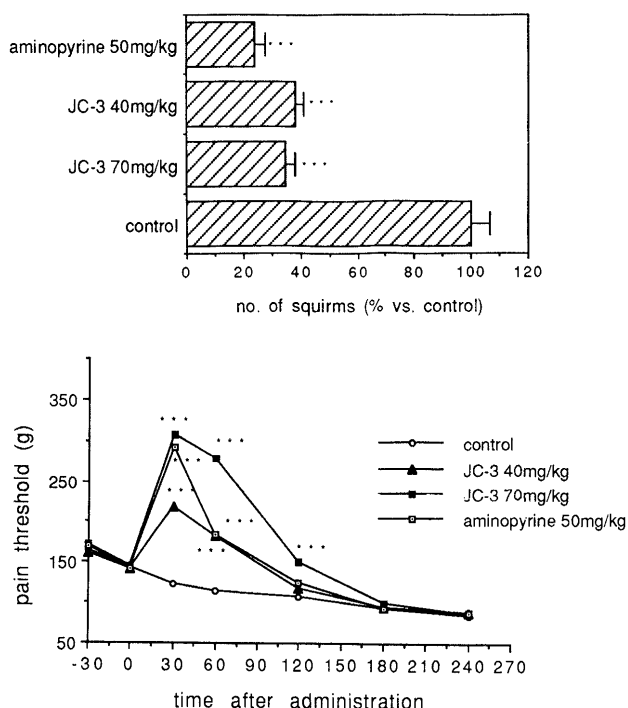 aminopyrine 50mg/kg
JC-3 40mg/kg
JC-3 70mg/kg
control
0 20 40 60 80 100 120
no. of squirms (% vs. control)
350
250
150
50
pain threshold (g)
control
JC-3 40mg/kg
JC-3 70mg/kg
aminopyrine 50mg/kg
-30 0 30 60 90 120 150 180 210 240 270
time after administration